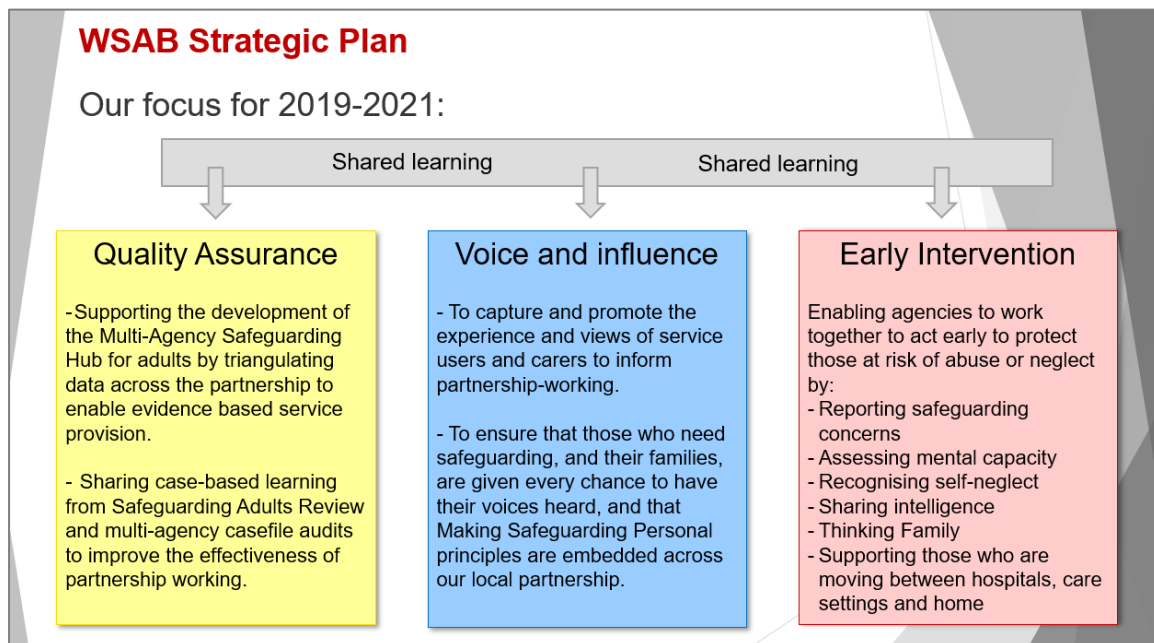 WSAB Strategic Plan
Our focus for 2019-2021:
Shared learning
Shared learning
Quality Assurance
-Supporting the development of
the Multi-Agency Safeguarding
Hub for adults by triangulating
data across the partnership to
enable evidence based service
provision.
- Sharing case-based learning
from Safeguarding Adults Review
and multi-agency casefile audits
to improve the effectiveness of
partnership working.
Voice and influence
- To capture and promote the
experience and views of service
users and carers to inform
partnership-working.
- To ensure that those who need
safeguarding, and their families,
are given every chance to have
their voices heard, and that
Making Safeguarding Personal
principles are embedded across
our local partnership.
Early Intervention
Enabling agencies to work
together to act early to protect
those at risk of abuse or neglect
by:
- Reporting safeguarding
concerns
- Assessing mental capacity
- Recognising self-neglect
- Sharing intelligence
- Thinking Family
- Supporting those who are
moving between hospitals, care
settings and home